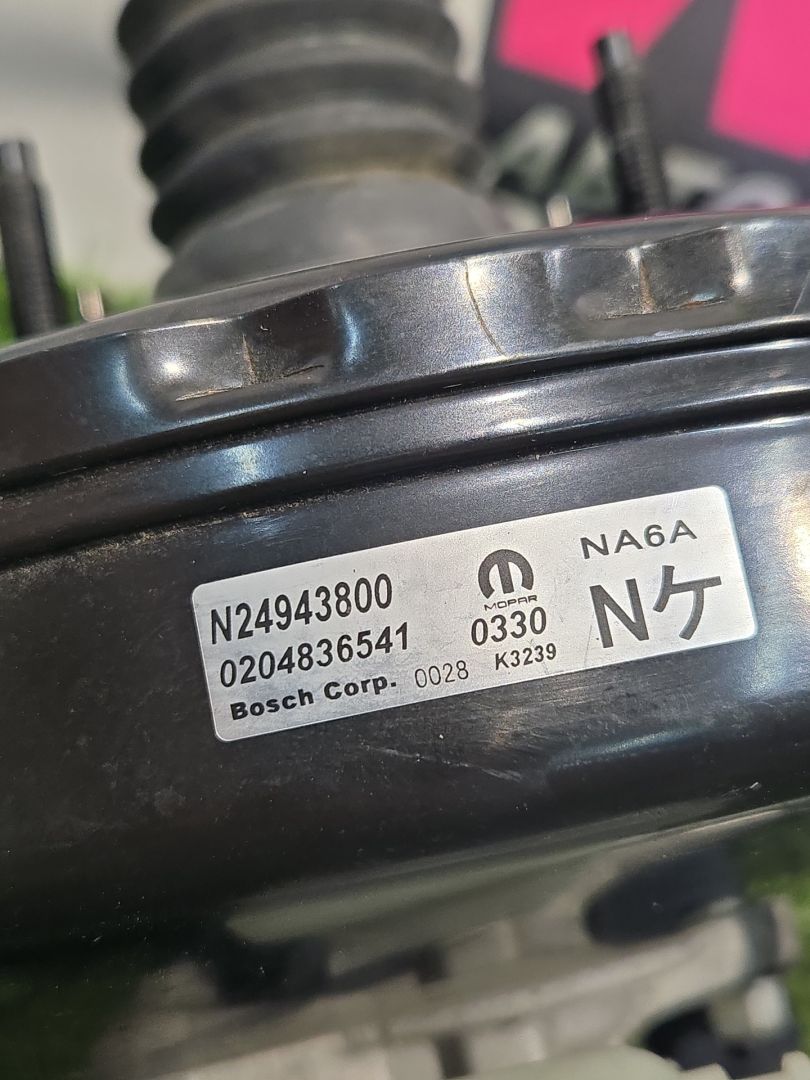 N24943800
0204836541
Bosch Corp. 0028
MOPAR
0330
K3239
NA6A
Nケ